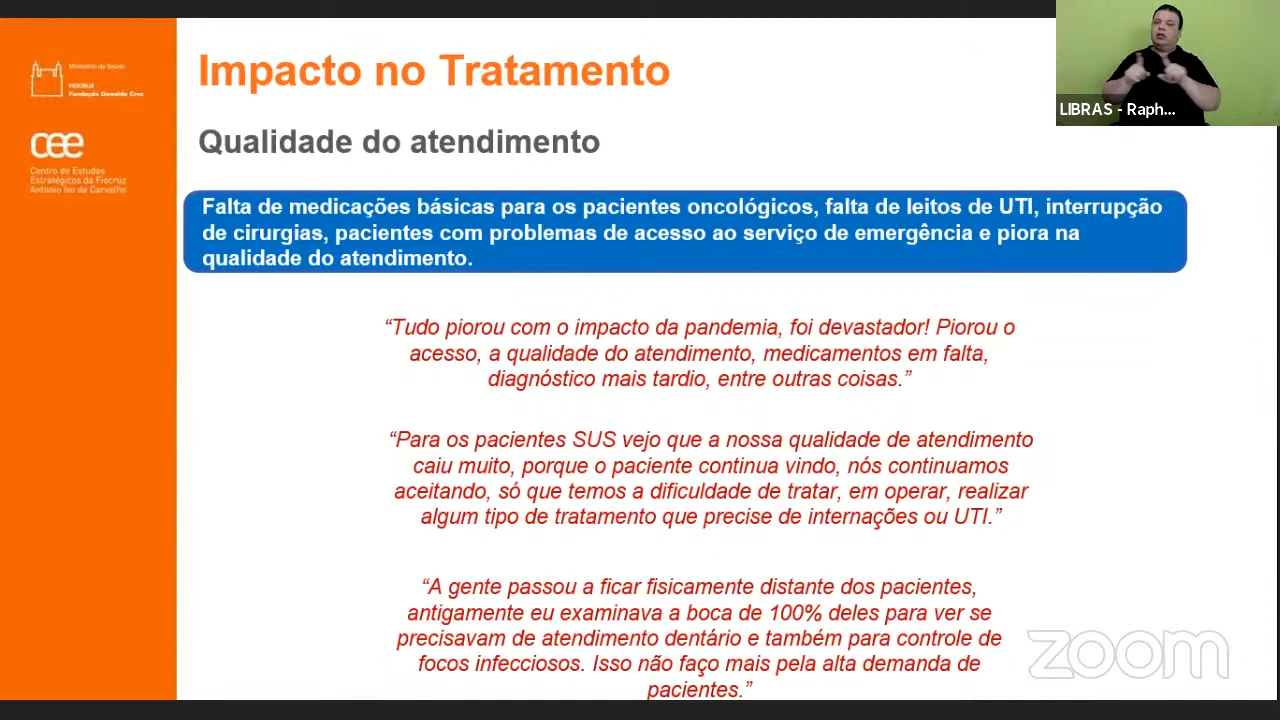 Impacto no Tratamento
Ministério da Saúde
FIOCRUZ
Fundação Oswaldo Cruz
cee
Centro de Estudos
Estratégicos da Fiocruz
Antonio Ivo de Carvalho
LIBRAS - Raph...
Qualidade do atendimento
Falta de medicações básicas para os pacientes oncológicos, falta de leitos de UTI, interrupção
de cirurgias, pacientes com problemas de acesso ao serviço de emergência e piora na
qualidade do atendimento.
“Tudo piorou com o impacto da pandemia, foi devastador! Piorou o
acesso, a qualidade do atendimento, medicamentos em falta,
diagnóstico mais tardio, entre outras coisas.”
“Para os pacientes SUS vejo que a nossa qualidade de atendimento
caiu muito, porque o paciente continua vindo, nós continuamos
aceitando, só que temos a dificuldade de tratar, em operar, realizar
algum tipo de tratamento que precise de internações ou UTI.”
“A gente passou a ficar fisicamente distante dos pacientes,
antigamente eu examinava a boca de 100% deles para ver se
precisavam de atendimento dentário e também para controle de
focos infecciosos. Isso não faço mais pela alta demanda de
pacientes.”
zoom